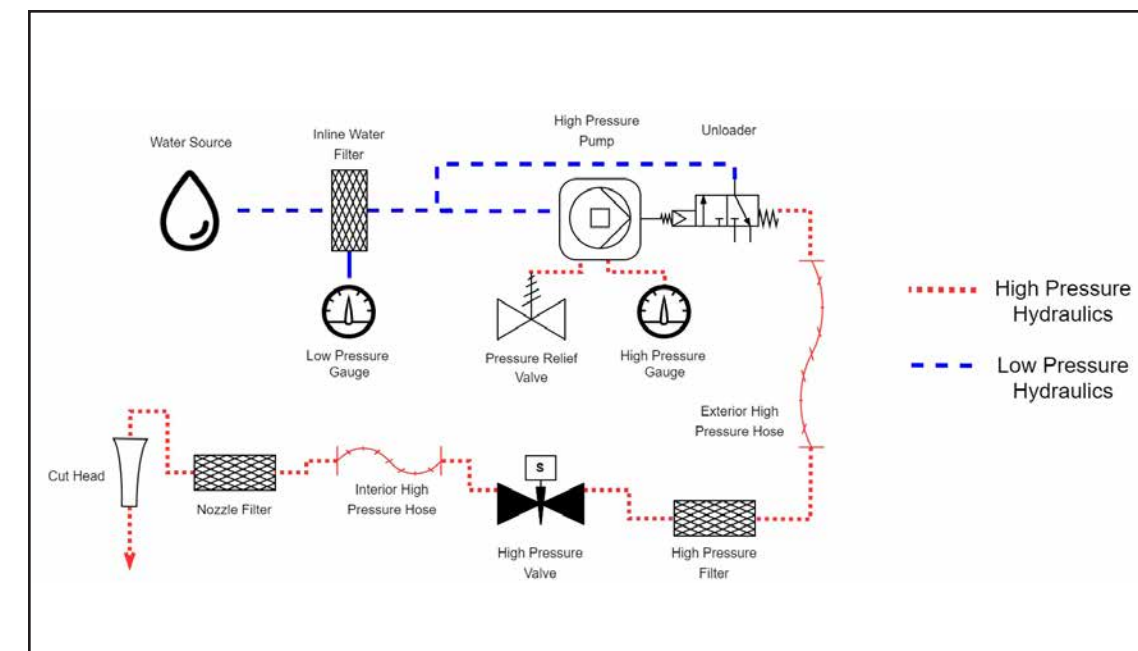 Water Source
Inline Water
Filter
High Pressure
Pump
Unloader
Low Pressure
Gauge
Pressure Relief
Valve
High Pressure
Gauge
High Pressure
Hydraulics
Low Pressure
Hydraulics
Exterior High
Pressure Hose
Cut Head
Nozzle Filter
Interior High
Pressure Hose
S
High Pressure
Valve
High Pressure
Filter